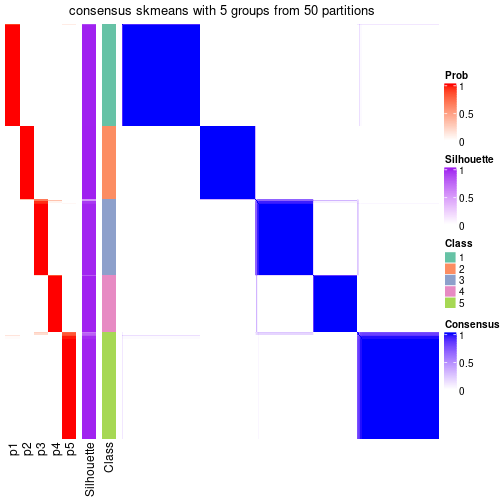 consensus skmeans with 5 groups from 50 partitions
Prob
1
0.5
0
Silhouette
1
0.5
0
Class
1
2
3
4
5
Consensus
1
0.5
0
p1
p2
p3
p4
p5
Silhouette
Class